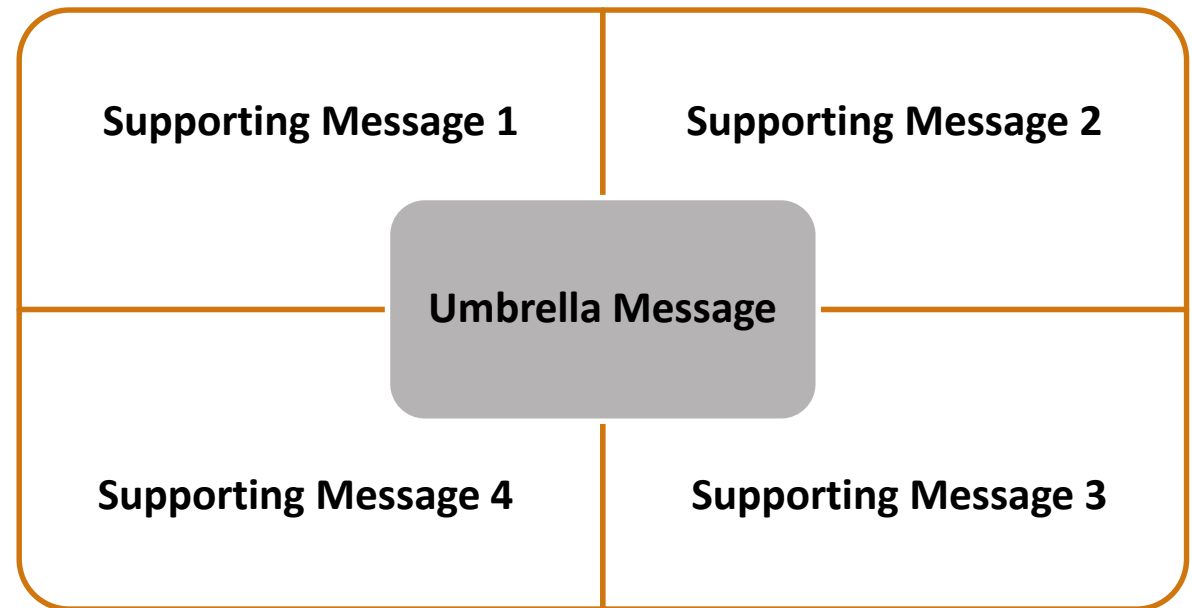 Supporting Message 1
Supporting Message 2
Umbrella Message
Supporting Message 4
Supporting Message 3